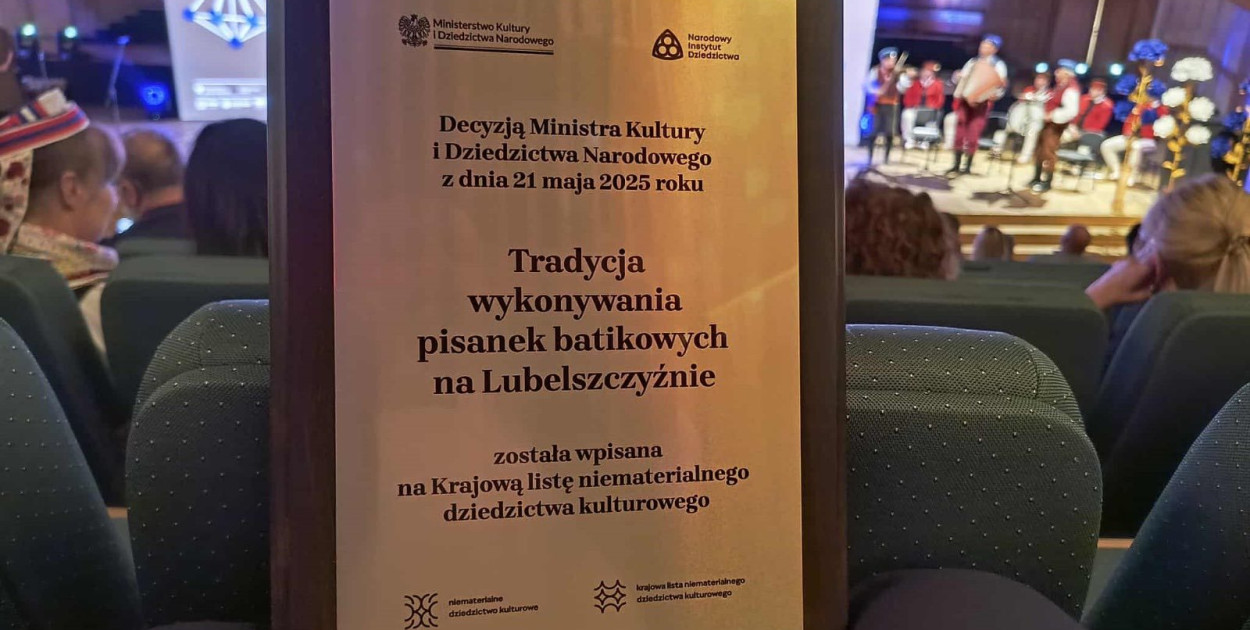 Ministerstwo Kultury
i Dziedzictwa Narodowego
Narodowy
Instytut
Dziedzictwa
Decyzją Ministra Kultury
i Dziedzictwa Narodowego
z dnia 21 maja 2025 roku
Tradycja
wykonywania
pisanek batikowych
na Lubelszczyźnie
została wpisana
na Krajową listę niematerialnego
dziedzictwa kulturowego
niematerialne
dziedzictwo kulturowe
krajowa lista niematerialnego
dziedzictwa kulturowego